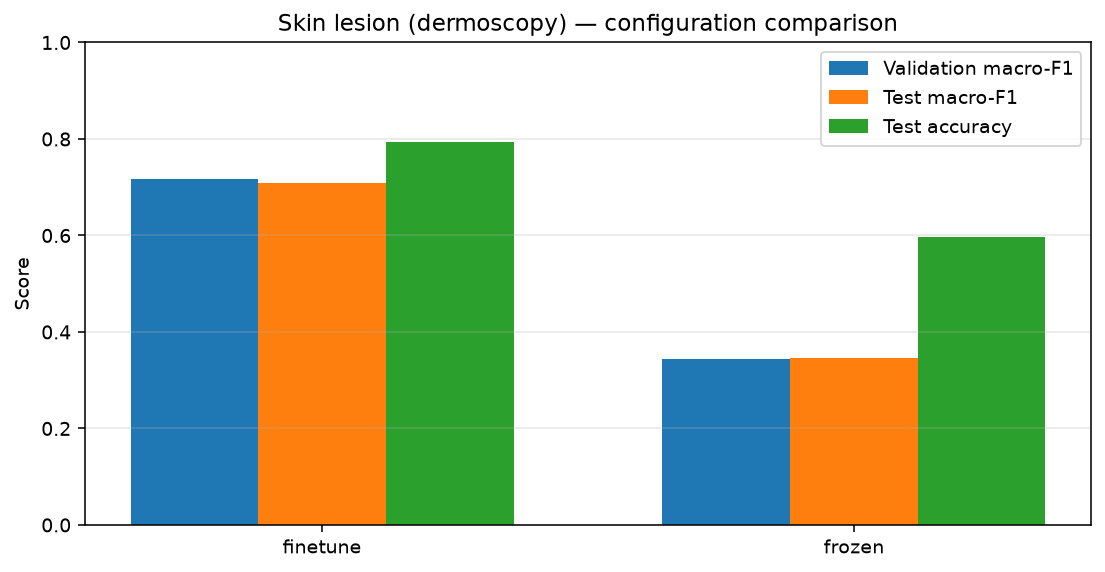 Skin lesion (dermoscopy) — configuration comparison
Validation macro-F1
Test macro-F1
Test accuracy
1.0
0.8
0.6
0.4
0.2
0.0
Score
finetune
frozen